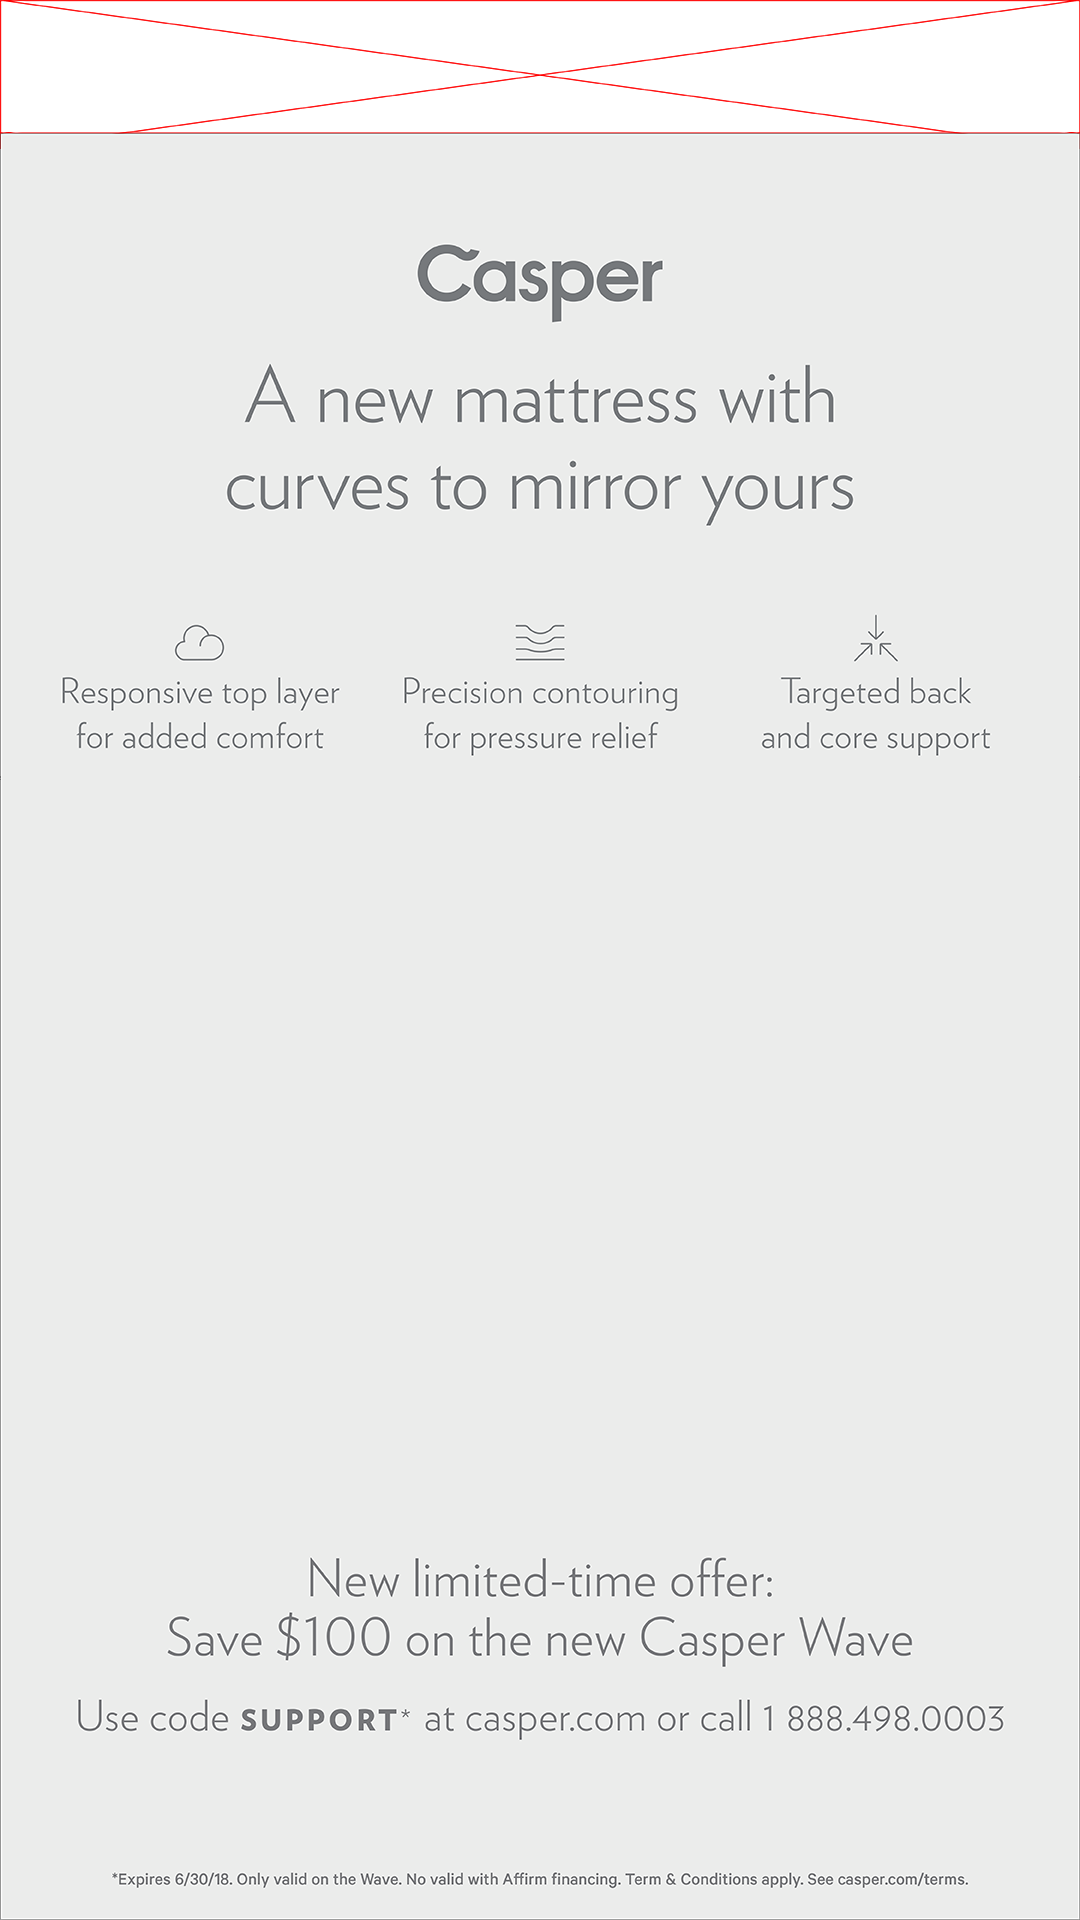 Casper
A new mattress with
curves to mirror yours
Responsive top layer
for added comfort
Precision contouring
for pressure relief
Targeted back
and core support
New limited-time offer:
Save $100 on the new Casper Wave
Use code SUPPORT* at casper.com or call 1 888.498.0003
*Expires 6/30/18. Only valid on the Wave. No valid with Affirm financing. Term & Conditions apply. See casper.com/terms.